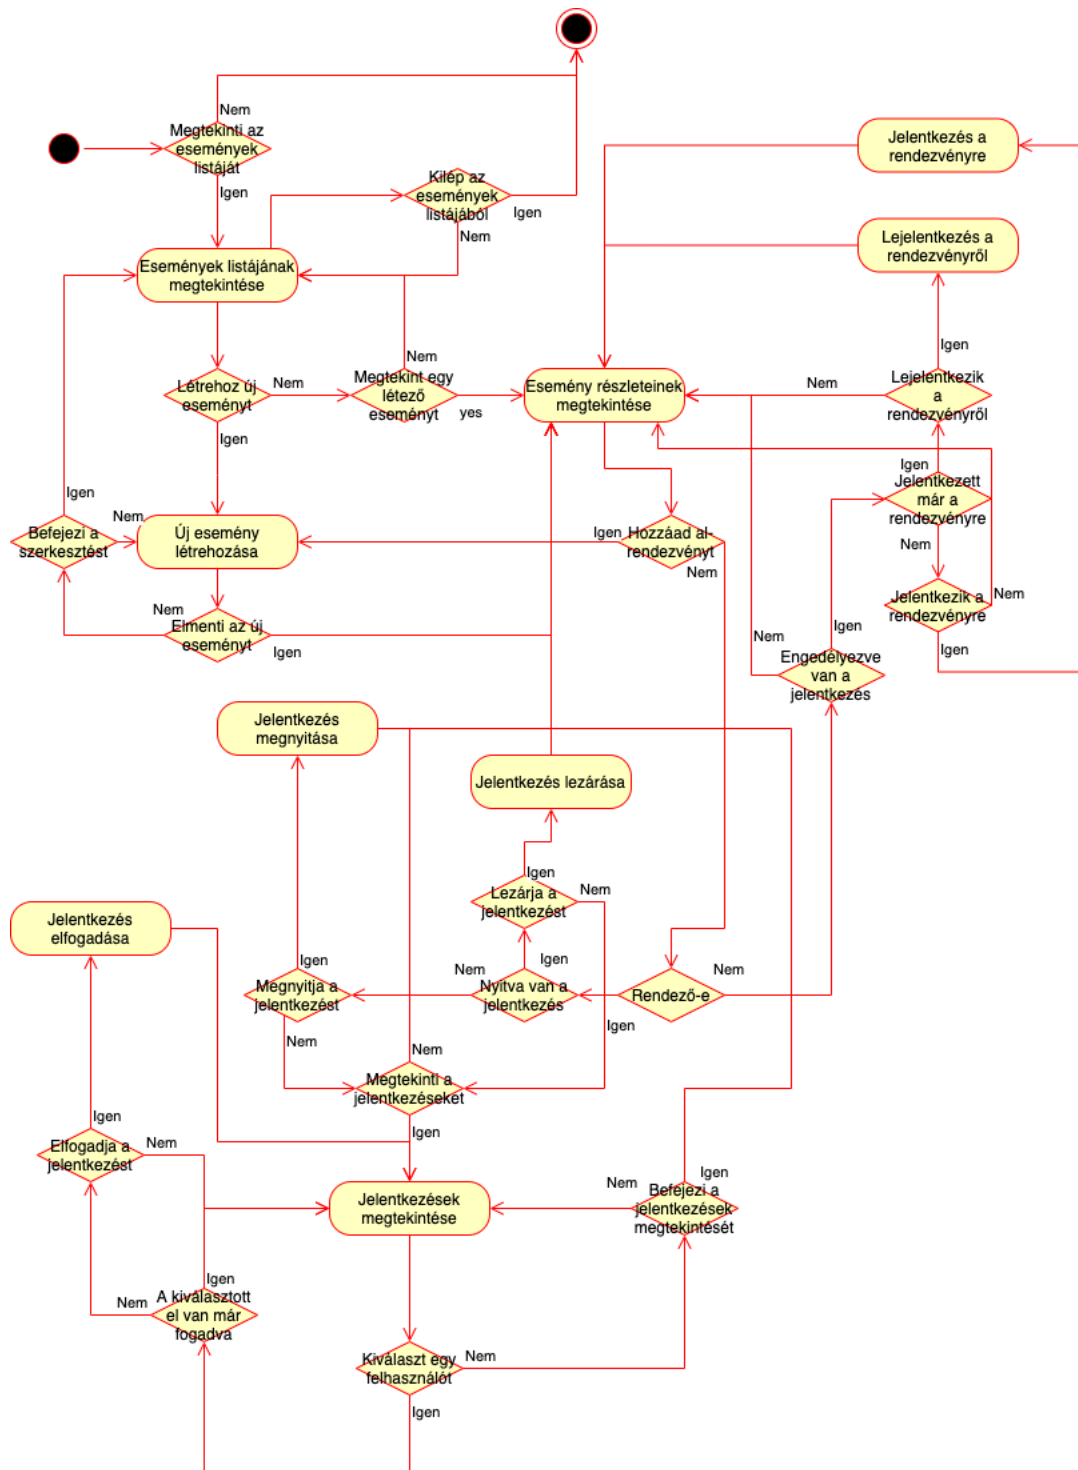 Nem
Megtekinti az
események
listáját
Igen
Kilép az
események
listájából
Igen
Nem
Jelentkezés a
rendezvényre
Lejelentkezés a
rendezvényről
Igen
Események listájának
megtekintése
Létrehoz új
eseményt
Nem
Igen
Nem
Megtekint egy
létező
eseményt
yes
Esemény részleteinek
megtekintése
Nem
Lejelentkezik
a
rendezvényről
Igen
Jelentkezett
már a
rendezvényre
Nem
Igen
Befejezi a
szerkesztést
Nem
Új esemény
létrehozása
Igen
Hozzáad al-
rendezvényt
Nem
Jelentkezik a
rendezvényre
Nem
Igen
Nem
Elmenti az új
eseményt
Igen
Nem
Igen
Engedélyezve
van a
jelentkezés
Jelentkezés
megnyitása
Jelentkezés lezárása
Igen
Lezárja a
jelentkezést
Nem
Jelentkezés
elfogadása
Igen
Megnyitja a
jelentkezést
Nem
Nem
Igen
Nyitva van a
jelentkezés
Rendező-e
Nem
Igen
Nem
Megtekinti a
jelentkezéseket
Igen
Igen
Elfogadja a
jelentkezést
Nem
Jelentkezések
megtekintése
Nem
Igen
Befejezi a
jelentkezések
megtekintését
Nem
Igen
A kiválasztott
el van már
fogadva
Kiválaszt egy
felhasználót
Nem
Igen